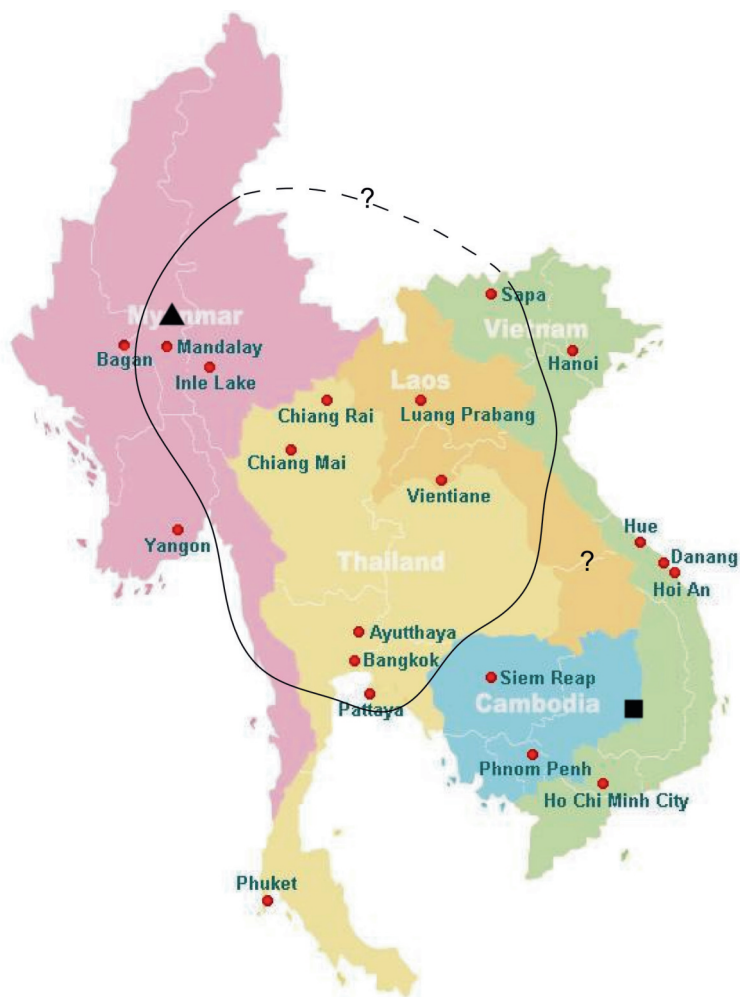 ?
Sapa
Myanmar
Vietnam
Bagan
Mandalay
Hanoi
Inle Lake
Laos
Chiang Rai
Luang Prabang
Chiang Mai
Vientiane
Hue
Yangon
Danang
Thailand
?
Hoi An
Ayutthaya
Bangkok
Siem Reap
Pattaya
Cambodia
Phnom Penh
Ho Chi Minh City
Phuket